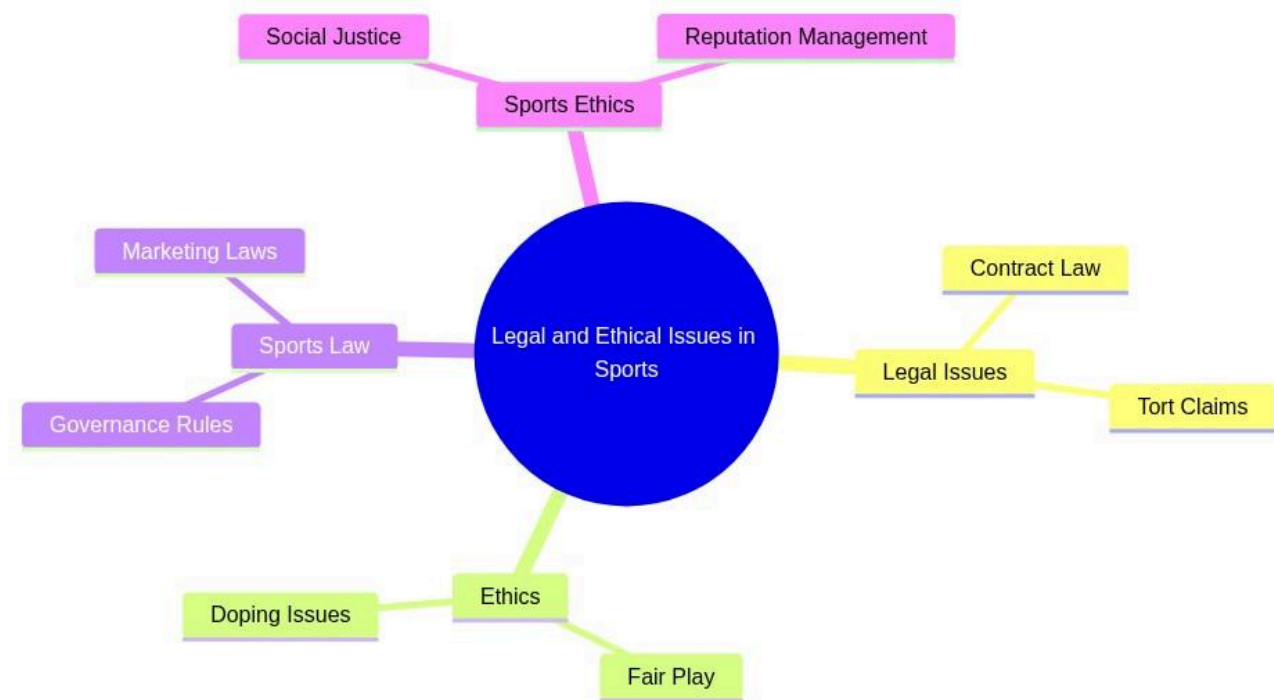 Social Justice
Reputation Management
Sports Ethics
Marketing Laws
Sports Law
Governance Rules
Legal and Ethical Issues in
Sports
Contract Law
Legal Issues
Tort Claims
Ethics
Doping Issues
Fair Play